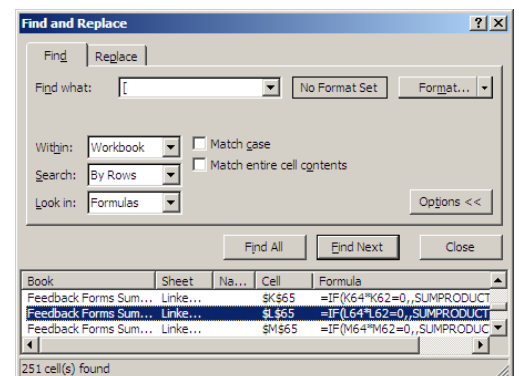 Find and Replace
Find Replace
Find what: [ No Format Set Format...
Within: Workbook Match case
Match entire cell contents
Search: By Rows
Look in: Formulas Options <<
Find All Find Next Close
Book Sheet Na... Cell Formula
Feedback Forms Sum... Linke... $K$65 =IF(K64*K62=0,,SUMPRODUCT
Feedback Forms Sum... Linke... $L$65 =IF(L64*L62=0,,SUMPRODUCT
Feedback Forms Sum... Linke... $M$65 =IF(M64*M62=0,,SUMPRODUC
251 cell(s) found